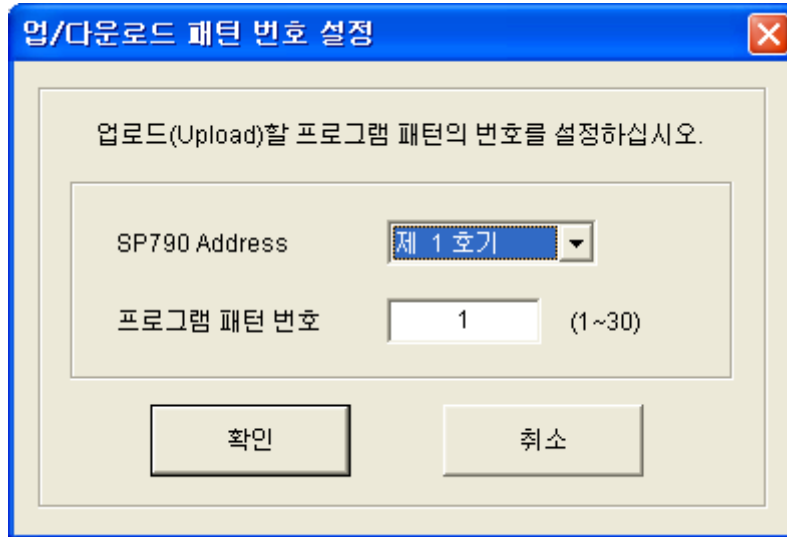 업/다운로드 패턴 번호 설정
업로드(Upload)할 프로그램 패턴의 번호를 설정하십시오.
SP790 Address 제 1 호기
프로그램 패턴 번호 1 (1~30)
확인 취소